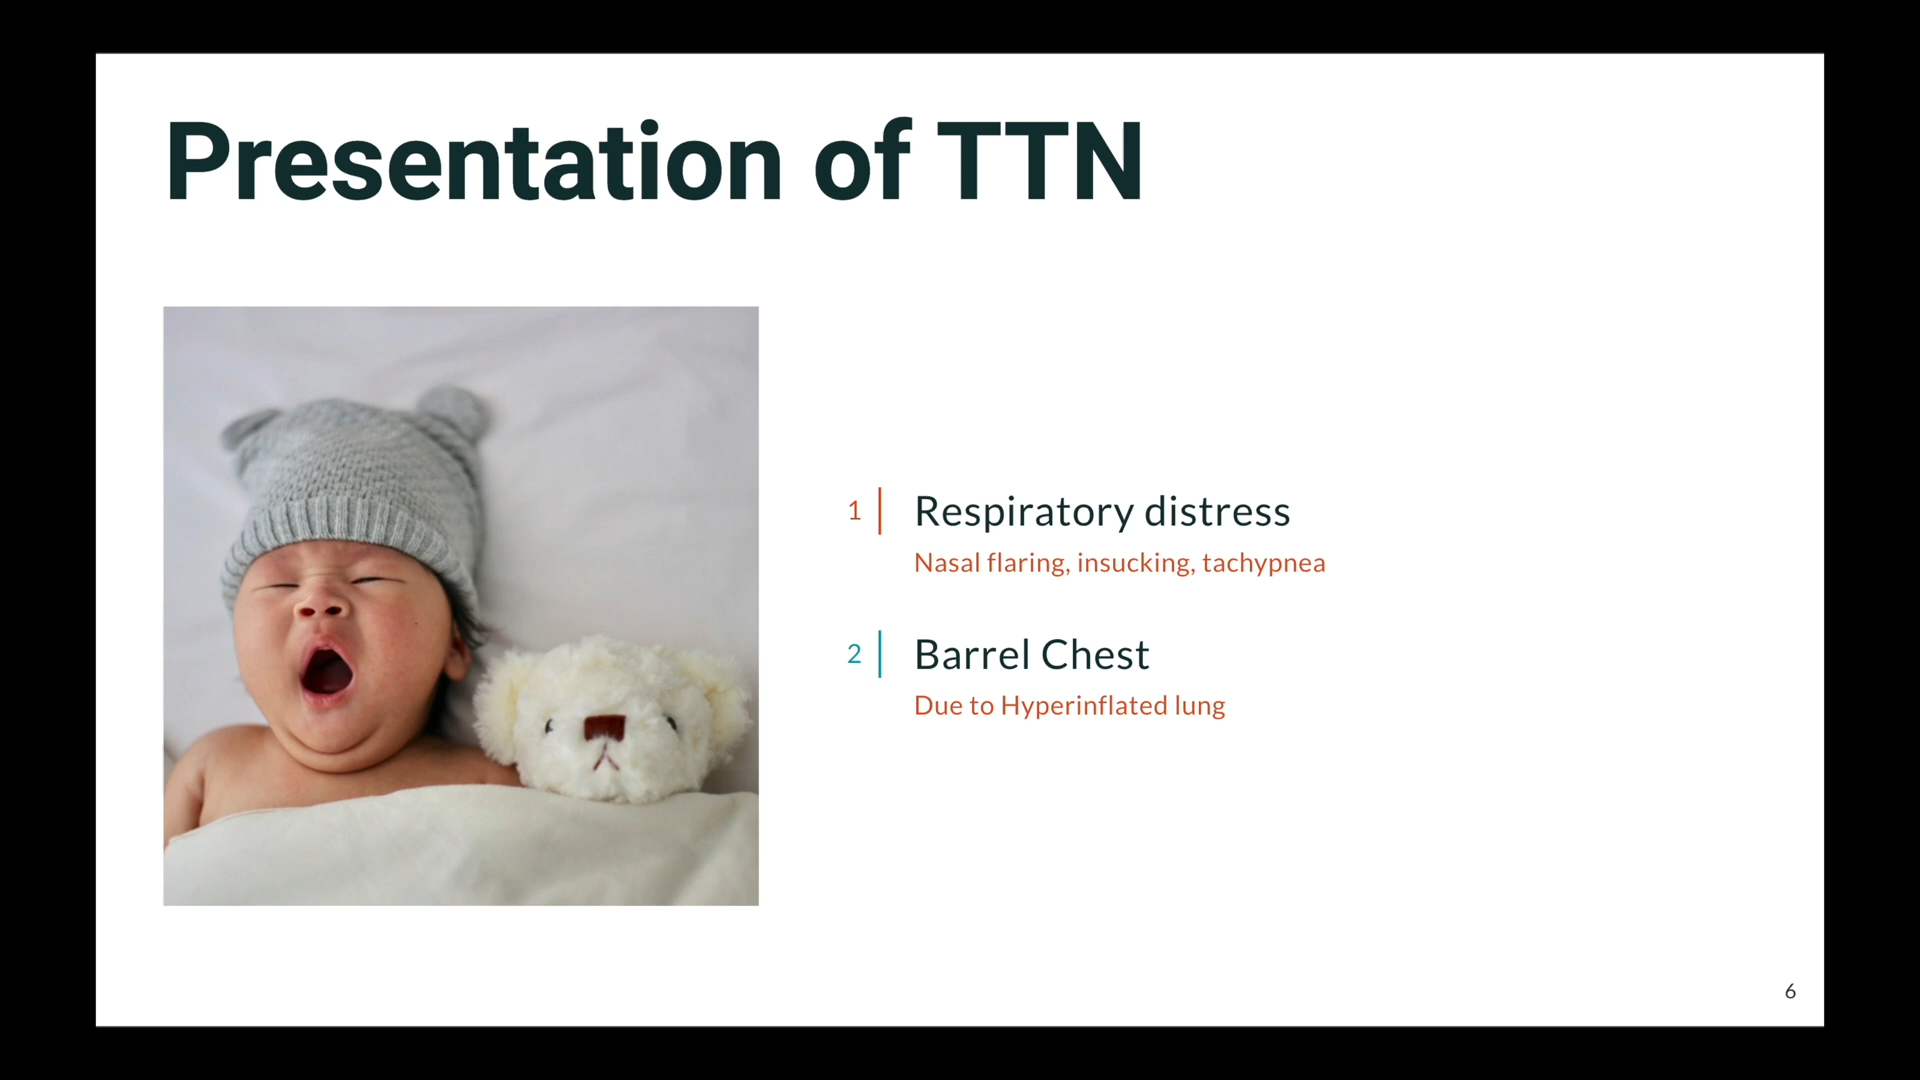 Presentation of TTN
1 Respiratory distress
Nasal flaring, insucking, tachypnea
2 Barrel Chest
Due to Hyperinflated lung
6